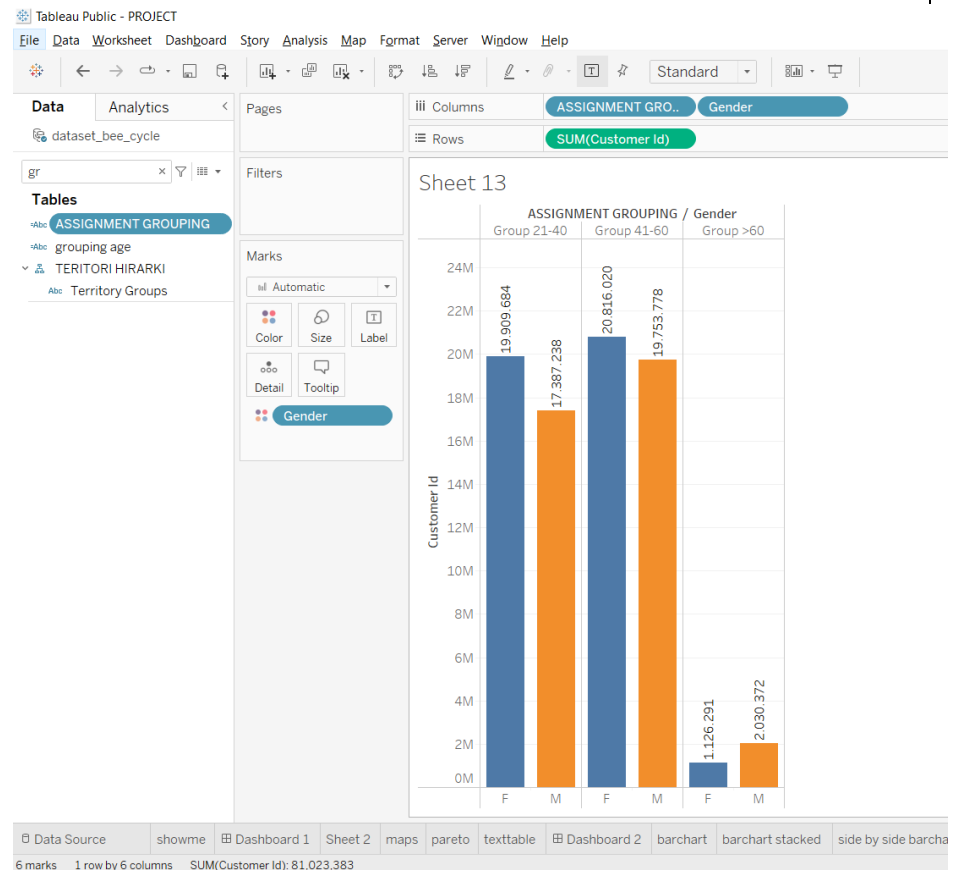 Tableau Public - PROJECT
File Data Worksheet Dashboard Story Analysis Map Format Server Window Help
Standard
Data Analytics
dataset_bee_cycle
gr
Tables
=Abc ASSIGNMENT GROUPING
=Abc grouping age
TERITORI HIRARKI
Abc Territory Groups
Pages
Filters
Marks
Automatic
Color Size Label
Detail Tooltip
Gender
Columns ASSIGNMENT GRO.. Gender
Rows SUM(Customer Id)
Sheet 13
ASSIGNMENT GROUPING / Gender
Group 21-40 Group 41-60 Group >60
Customer Id
24M
22M
20M
18M
16M
14M
12M
10M
8M
6M
4M
2M
0M
19.909.684
17.387.238
20.816.020
19.753.778
1.126.291
2.030.372
F M F M F M
Data Source showme Dashboard 1 Sheet 2 maps pareto texttable Dashboard 2 barchart barchart stacked side by side barcha
6 marks 1 row by 6 columns SUM(Customer Id): 81,023,383